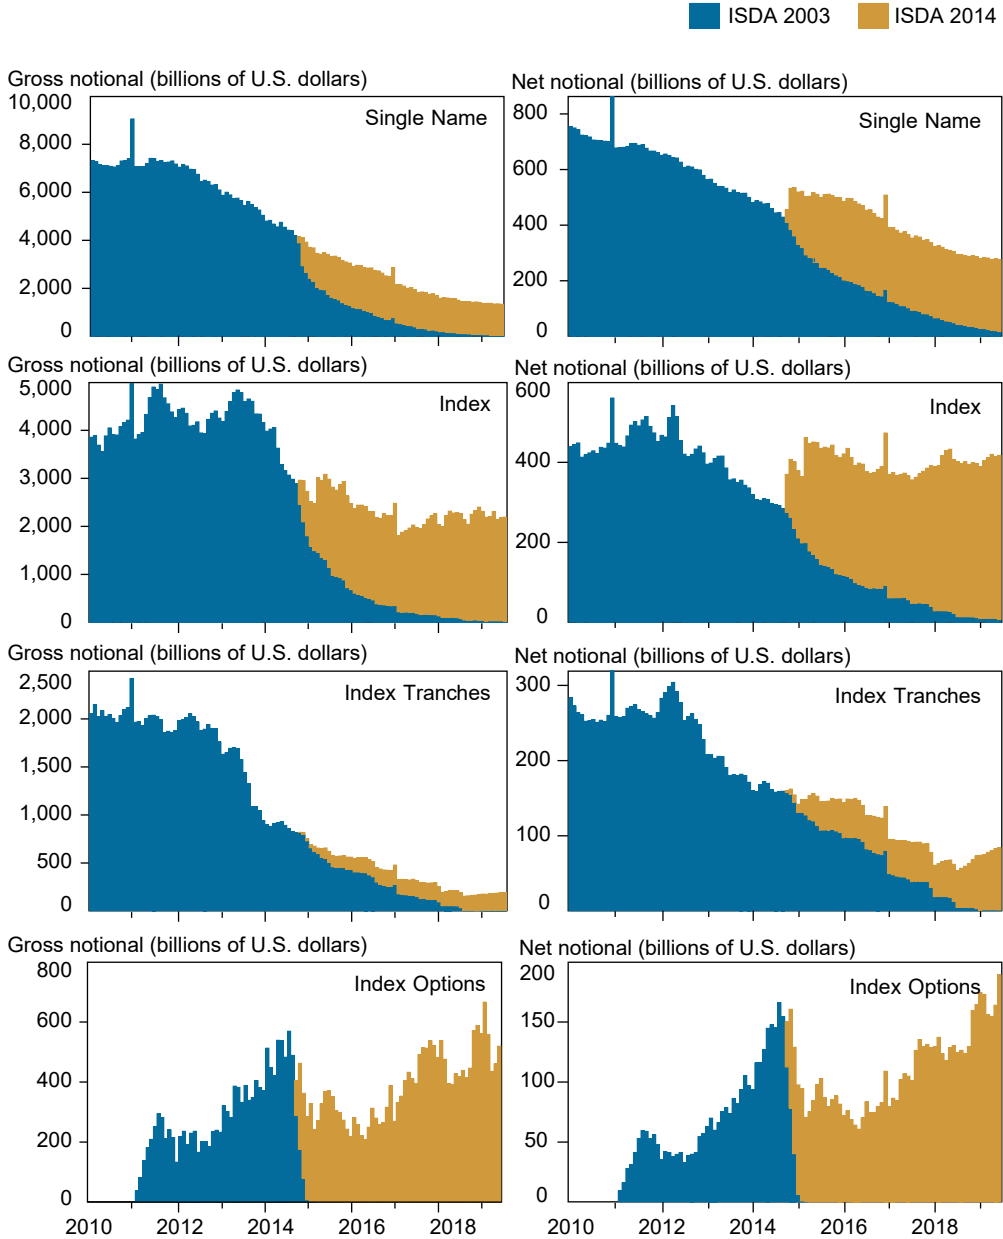 ISDA 2003 ISDA 2014
Gross notional (billions of U.S. dollars)
Single Name
10,000
8,000
6,000
4,000
2,000
0
Net notional (billions of U.S. dollars)
Single Name
800
600
400
200
0
Gross notional (billions of U.S. dollars)
Index
5,000
4,000
3,000
2,000
1,000
0
Net notional (billions of U.S. dollars)
Index
600
400
200
0
Gross notional (billions of U.S. dollars)
Index Tranches
2,500
2,000
1,500
1,000
500
0
Net notional (billions of U.S. dollars)
Index Tranches
300
200
100
0
Gross notional (billions of U.S. dollars)
Index Options
800
600
400
200
0
2010 2012 2014 2016 2018
Net notional (billions of U.S. dollars)
Index Options
200
150
100
50
0
2010 2012 2014 2016 2018